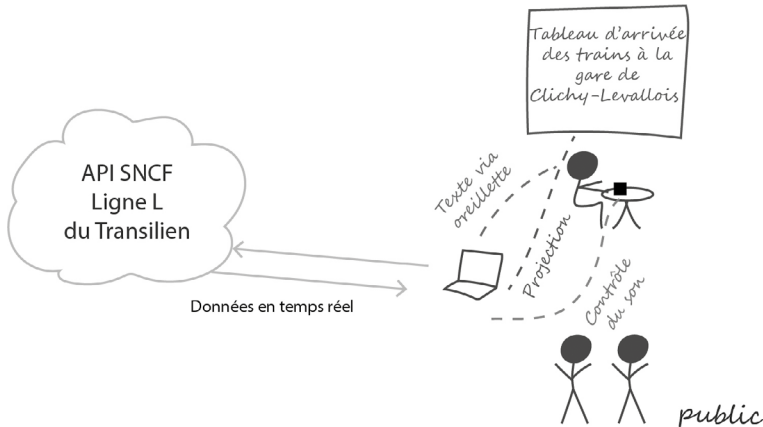 Tableau d'arrivée
des trains à la
gare de
Clichy-Levallois
API SNCF
Ligne L
du Transilien
Texte via
oreillette
Projection
Données en temps réel
Contrôle
du son
public